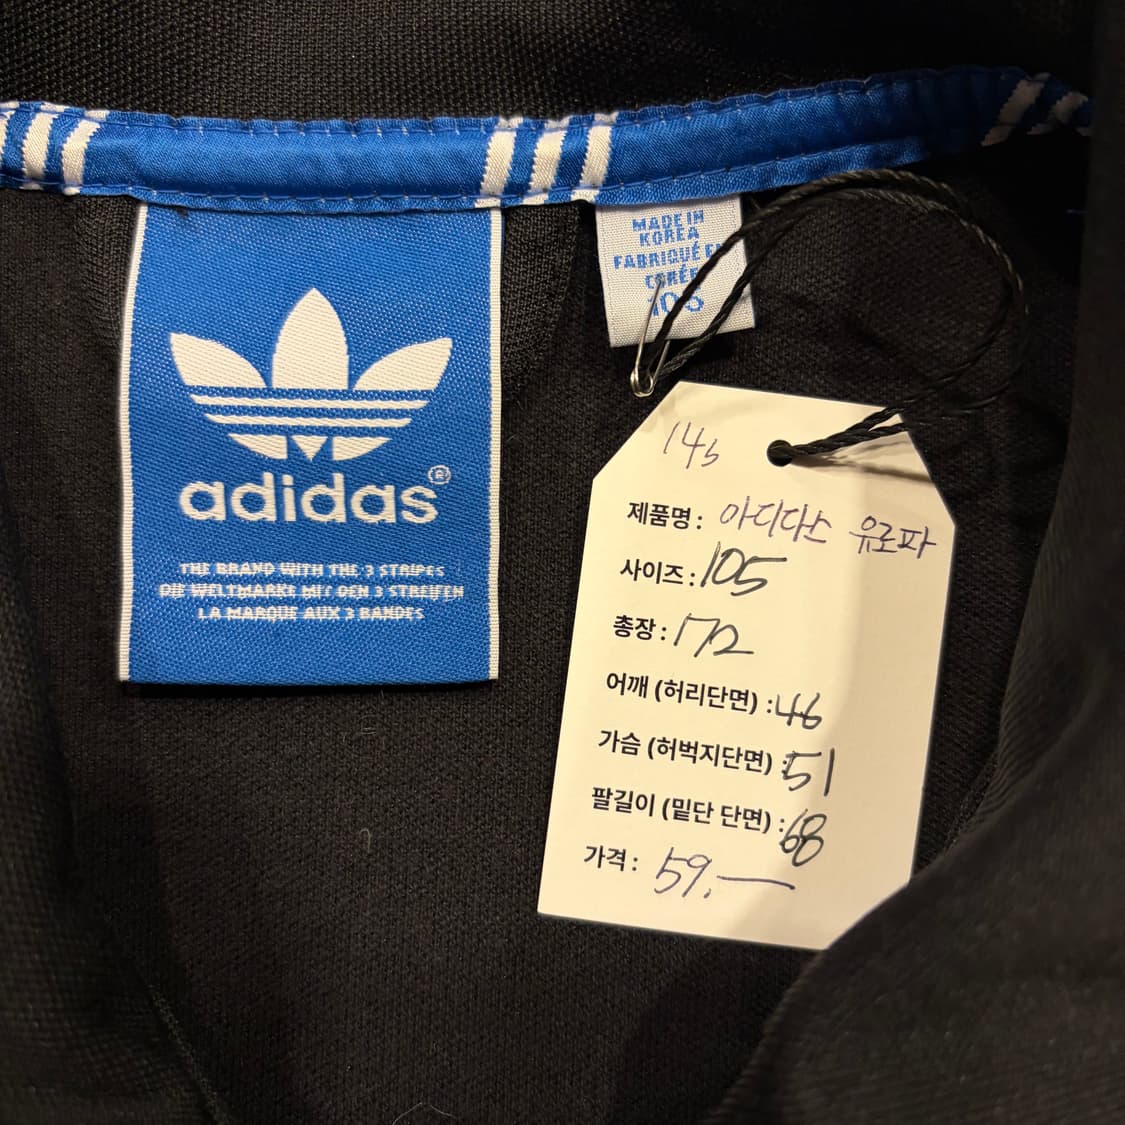 adidas®
THE BRAND WITH THE 3 STRIPES
DIE WELTMARKE MIT DEN 3 STREIFEN
LA MARQUE AUX 3 BANDES
MADE IN
KOREA
FABRIQUÉ EN
CORÉE
105
제품명: 아디다스 유로파
사이즈: 105
총장: 172
어깨 (허리단면) : 46
가슴 (허벅지단면) : 51
팔길이 (밑단 단면) : 68
가격: 59.—